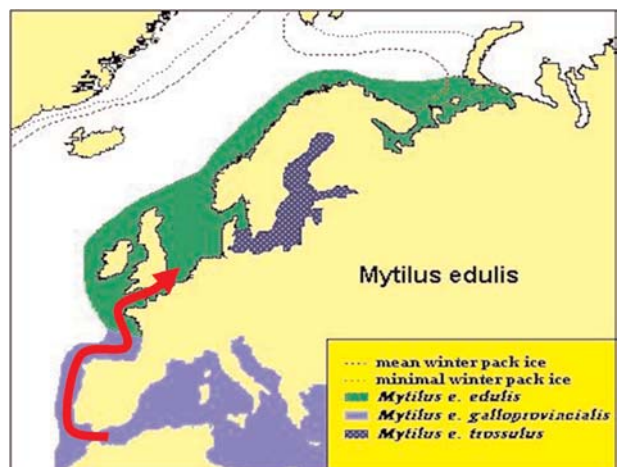 Mytilus edulis
mean winter pack ice
minimal winter pack ice
Mytilus e. edulis
Mytilus e. galloprovincialis
Mytilus e. trossulus